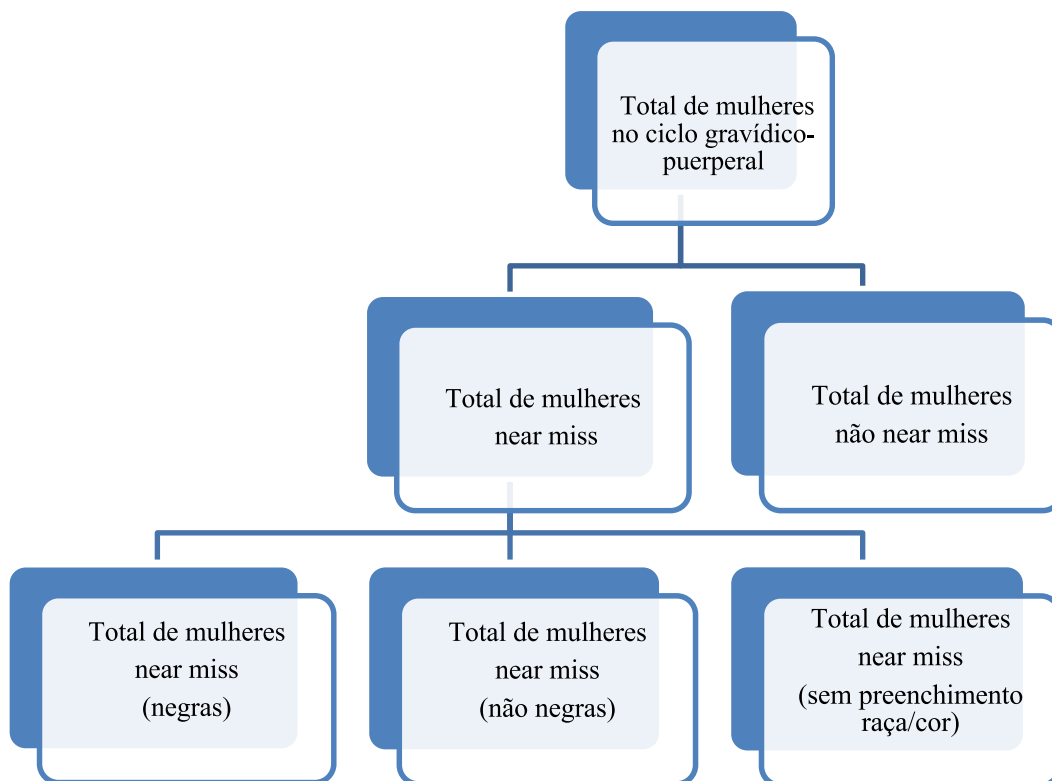 Total de mulheres
no ciclo gravídico-
puerperal
Total de mulheres
near miss
Total de mulheres
não near miss
Total de mulheres
near miss
(negras)
Total de mulheres
near miss
(não negras)
Total de mulheres
near miss
(sem preenchimento
raça/cor)